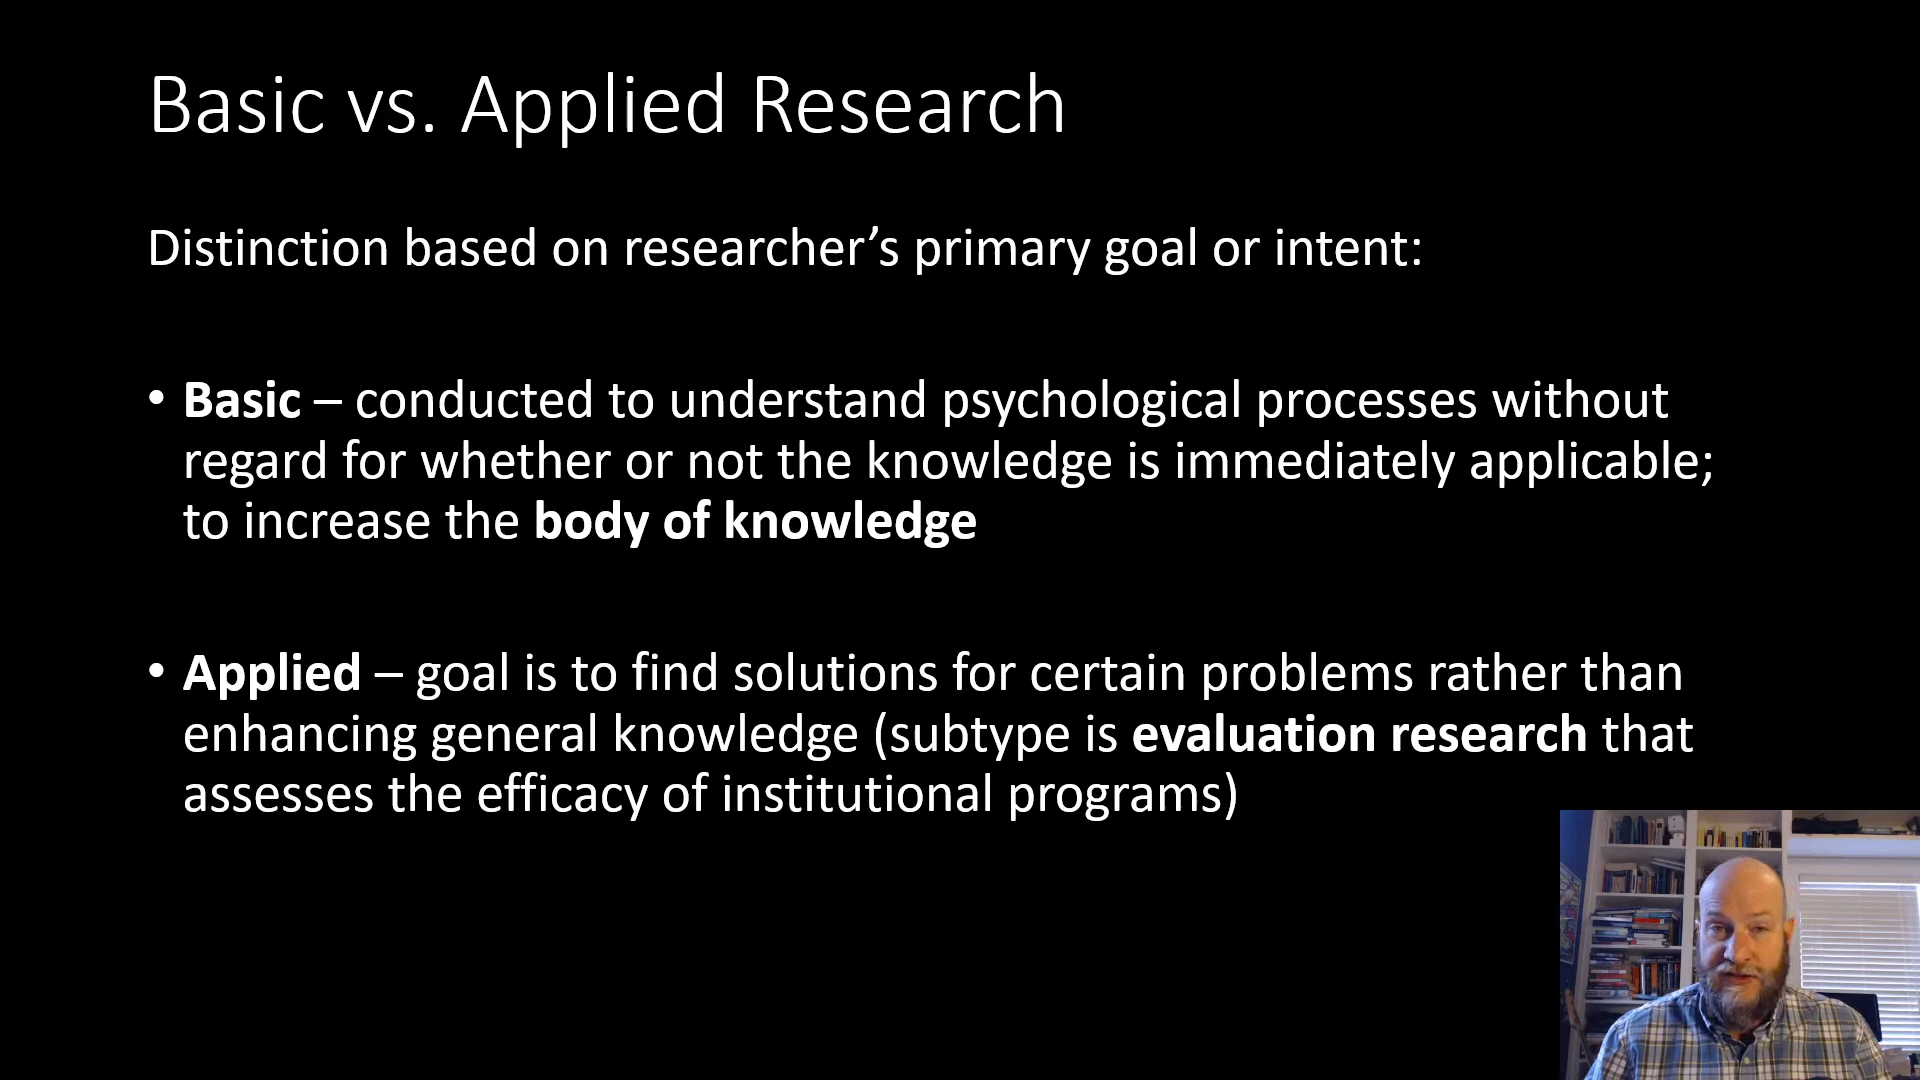 Basic vs. Applied Research
Distinction based on researcher’s primary goal or intent:
• Basic – conducted to understand psychological processes without
regard for whether or not the knowledge is immediately applicable;
to increase the body of knowledge
• Applied – goal is to find solutions for certain problems rather than
enhancing general knowledge (subtype is evaluation research that
assesses the efficacy of institutional programs)